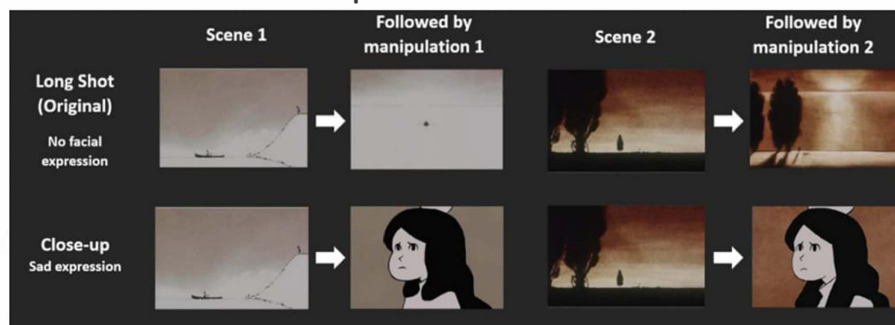 Scene 1
Followed by
manipulation 1
Scene 2
Followed by
manipulation 2
Long Shot
(Original)
No facial
expression
Close-up
Sad expression